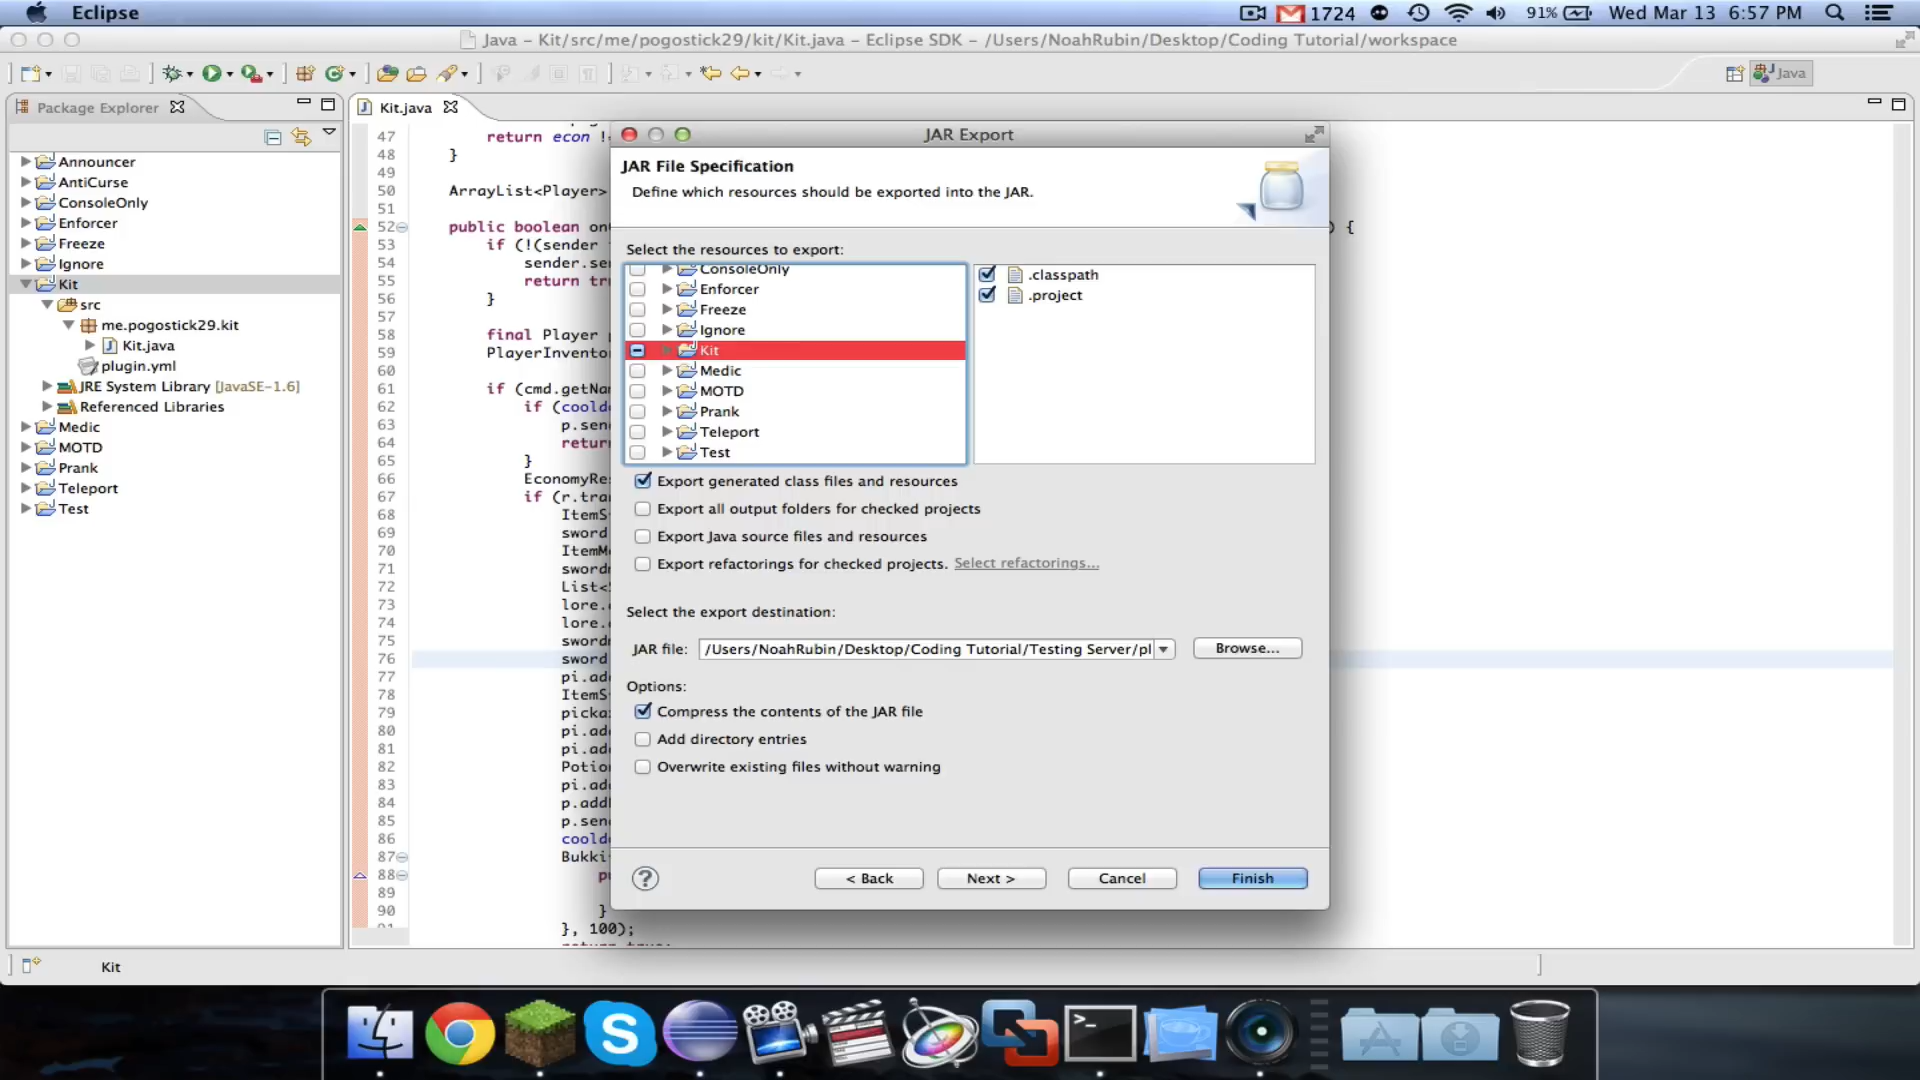 Eclipse
1724
91%
Wed Mar 13 6:57 PM
Java – Kit/src/me/pogostick29/kit/Kit.java – Eclipse SDK – /Users/NoahRubin/Desktop/Coding Tutorial/workspace
Java
Package Explorer
Announcer
AntiCurse
ConsoleOnly
Enforcer
Freeze
Ignore
Kit
src
me.pogostick29.kit
Kit.java
plugin.yml
JRE System Library [JavaSE-1.6]
Referenced Libraries
Medic
MOTD
Prank
Teleport
Test
Kit.java
47 return econ !
48 }
49
50 ArrayList<Player>
51
52 public boolean on ) {
53 if (!(sender
54 sender.se
55 return tr
56 }
57
58 final Player
59 PlayerInvento
60
61 if (cmd.getNa
62 if (coold
63 p.sen
64 retur
65 }
66 EconomyRe
67 if (r.tra
68 ItemS
69 sword
70 ItemM
71 sword
72 List<
73 lore.
74 lore.
75 sword
76 sword
77 pi.ad
78 ItemS
79 picka
80 pi.ad
81 pi.ad
82 Potio
83 pi.ad
84 p.add
85 p.sen
86 coold
87 Bukki
88 p
89
90 }
91 }, 100);
return true;
JAR Export
JAR File Specification
Define which resources should be exported into the JAR.
Select the resources to export:
ConsoleOnly
Enforcer
Freeze
Ignore
Kit
Medic
MOTD
Prank
Teleport
Test
.classpath
.project
Export generated class files and resources
Export all output folders for checked projects
Export Java source files and resources
Export refactorings for checked projects. Select refactorings...
Select the export destination:
JAR file: /Users/NoahRubin/Desktop/Coding Tutorial/Testing Server/pl
Browse...
Options:
Compress the contents of the JAR file
Add directory entries
Overwrite existing files without warning
?
< Back
Next >
Cancel
Finish
Kit